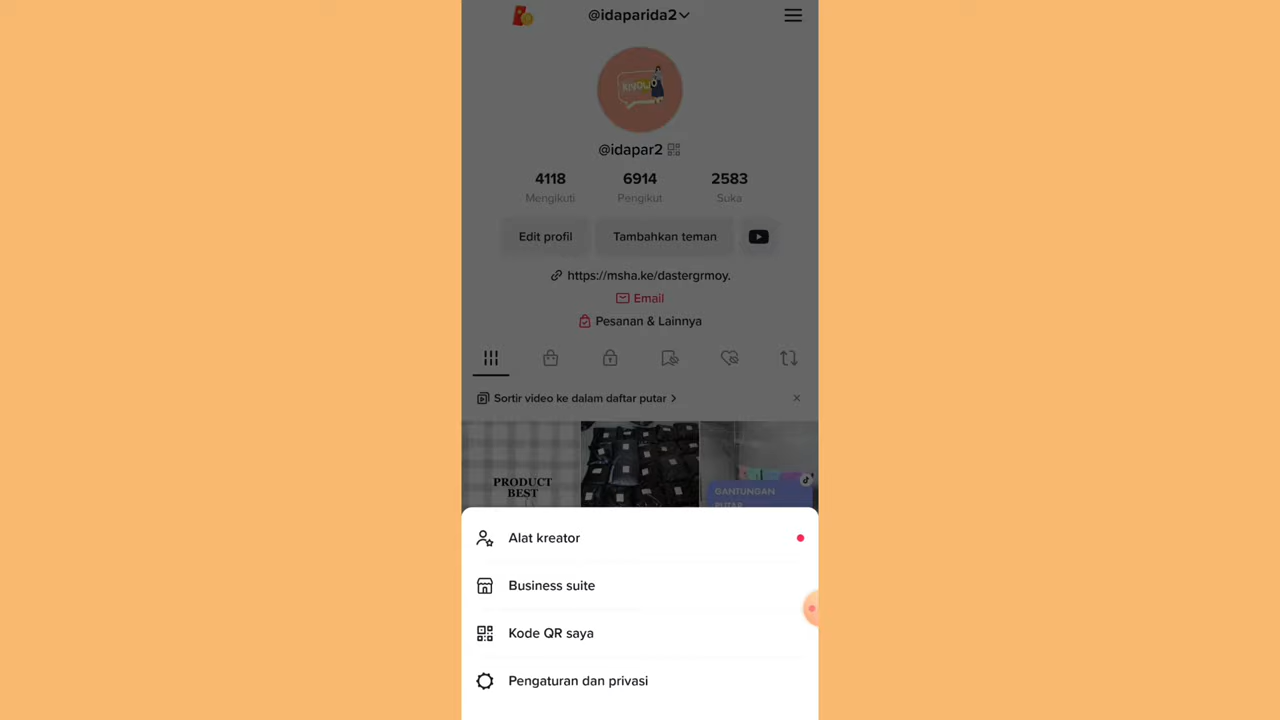 @idaparida2
@idapar2
4118 6914 2583
Mengikuti Pengikut Suka
Edit profil Tambahkan teman
https://msha.ke/dastergrmoy.
Email
Pesanan & Lainnya
Sortir video ke dalam daftar putar
PRODUCT
BEST
GANTUNGAN
PUTAR
Alat kreator
Business suite
Kode QR saya
Pengaturan dan privasi